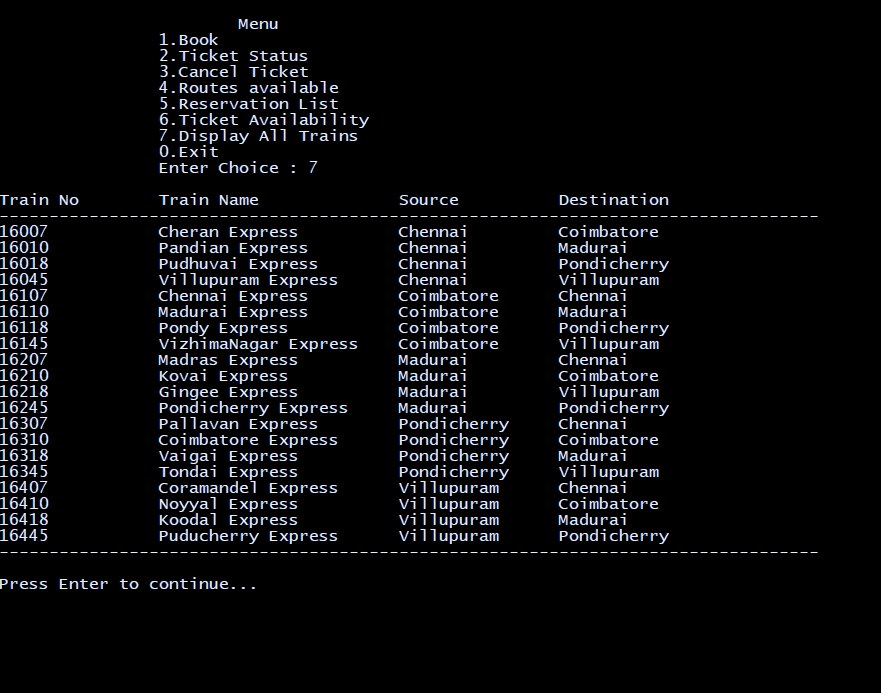 Menu
1.Book
2.Ticket Status
3.Cancel Ticket
4.Routes available
5.Reservation List
6.Ticket Availability
7.Display All Trains
0.Exit
Enter Choice : 7
Train No Train Name Source Destination
----------------------------------------------------------------------------------
16007 Cheran Express Chennai Coimbatore
16010 Pandian Express Chennai Madurai
16018 Pudhuvai Express Chennai Pondicherry
16045 Villupuram Express Chennai Villupuram
16107 Chennai Express Coimbatore Chennai
16110 Madurai Express Coimbatore Madurai
16118 Pondy Express Coimbatore Pondicherry
16145 VizhimaNagar Express Coimbatore Villupuram
16207 Madras Express Madurai Chennai
16210 Kovai Express Madurai Coimbatore
16218 Gingee Express Madurai Villupuram
16245 Pondicherry Express Madurai Pondicherry
16307 Pallavan Express Pondicherry Chennai
16310 Coimbatore Express Pondicherry Coimbatore
16318 Vaigai Express Pondicherry Madurai
16345 Tondai Express Pondicherry Villupuram
16407 Coramandel Express Villupuram Chennai
16410 Noyyal Express Villupuram Coimbatore
16418 Koodal Express Villupuram Madurai
16445 Puducherry Express Villupuram Pondicherry
----------------------------------------------------------------------------------
Press Enter to continue...